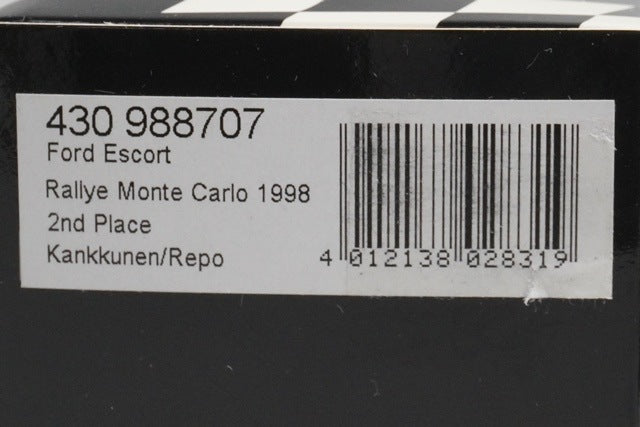 430 988707
Ford Escort
Rallye Monte Carlo 1998
2nd Place
Kankkunen/Repo
4 012138 028319